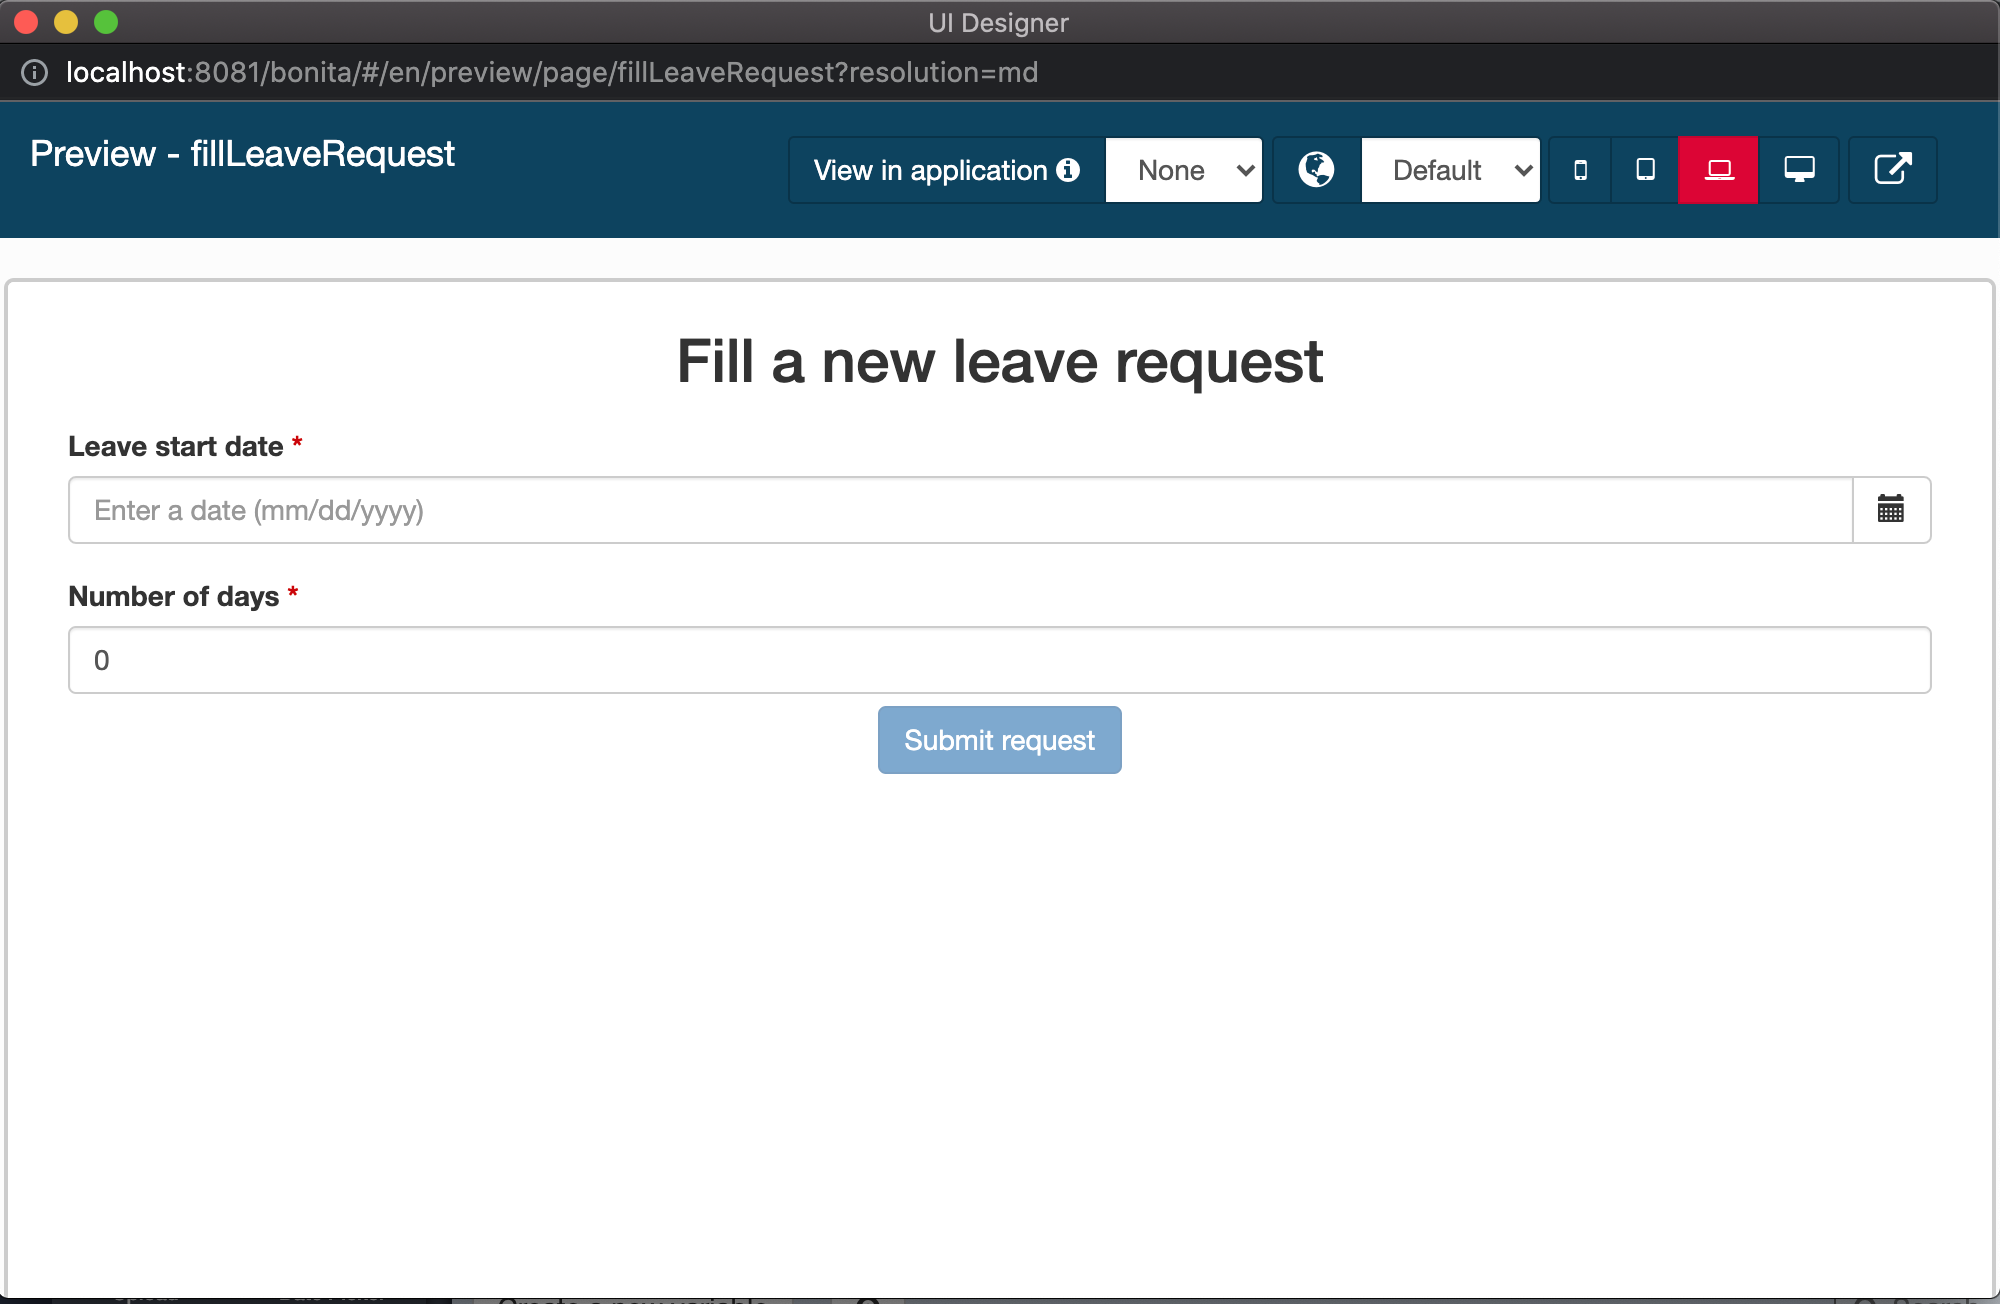 UI Designer
localhost:8081/bonita/#/en/preview/page/fillLeaveRequest?resolution=md
Preview - fillLeaveRequest
View in application
None
Default
Fill a new leave request
Leave start date *
Enter a date (mm/dd/yyyy)
Number of days *
0
Submit request